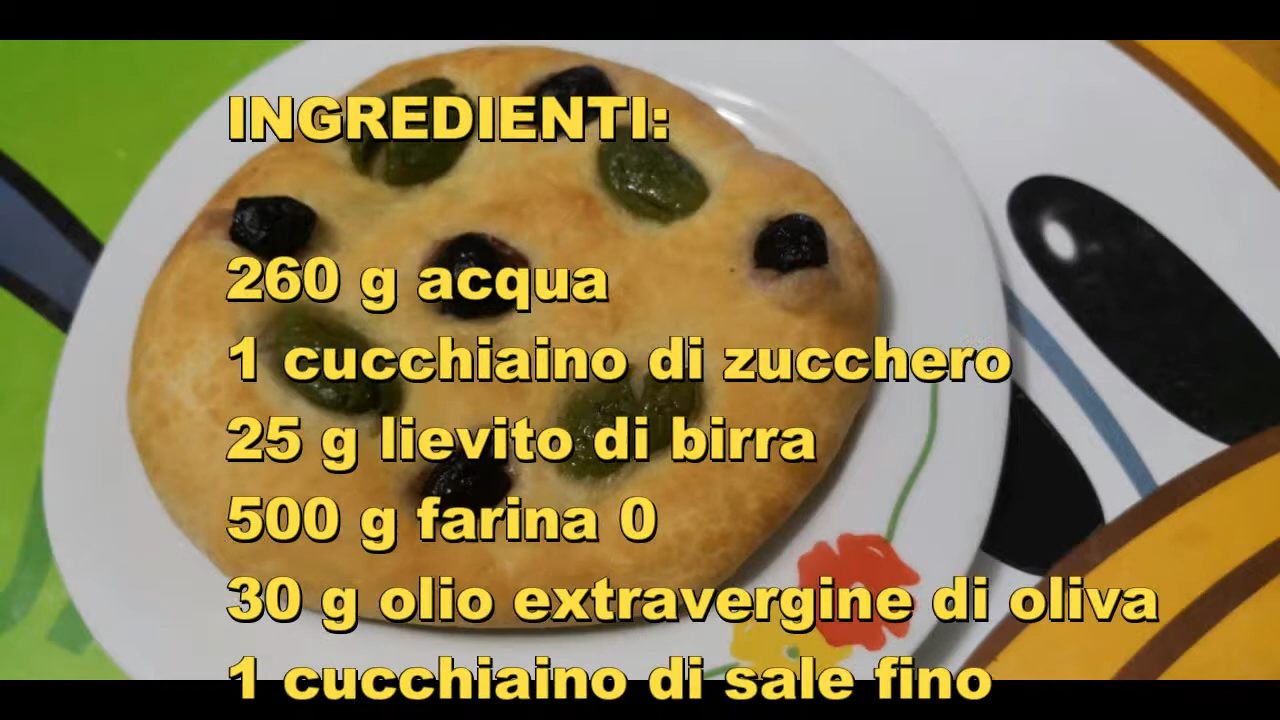 INGREDIENTI:
260 g acqua
1 cucchiaino di zucchero
25 g lievito di birra
500 g farina 0
30 g olio extravergine di oliva
1 cucchiaino di sale fino